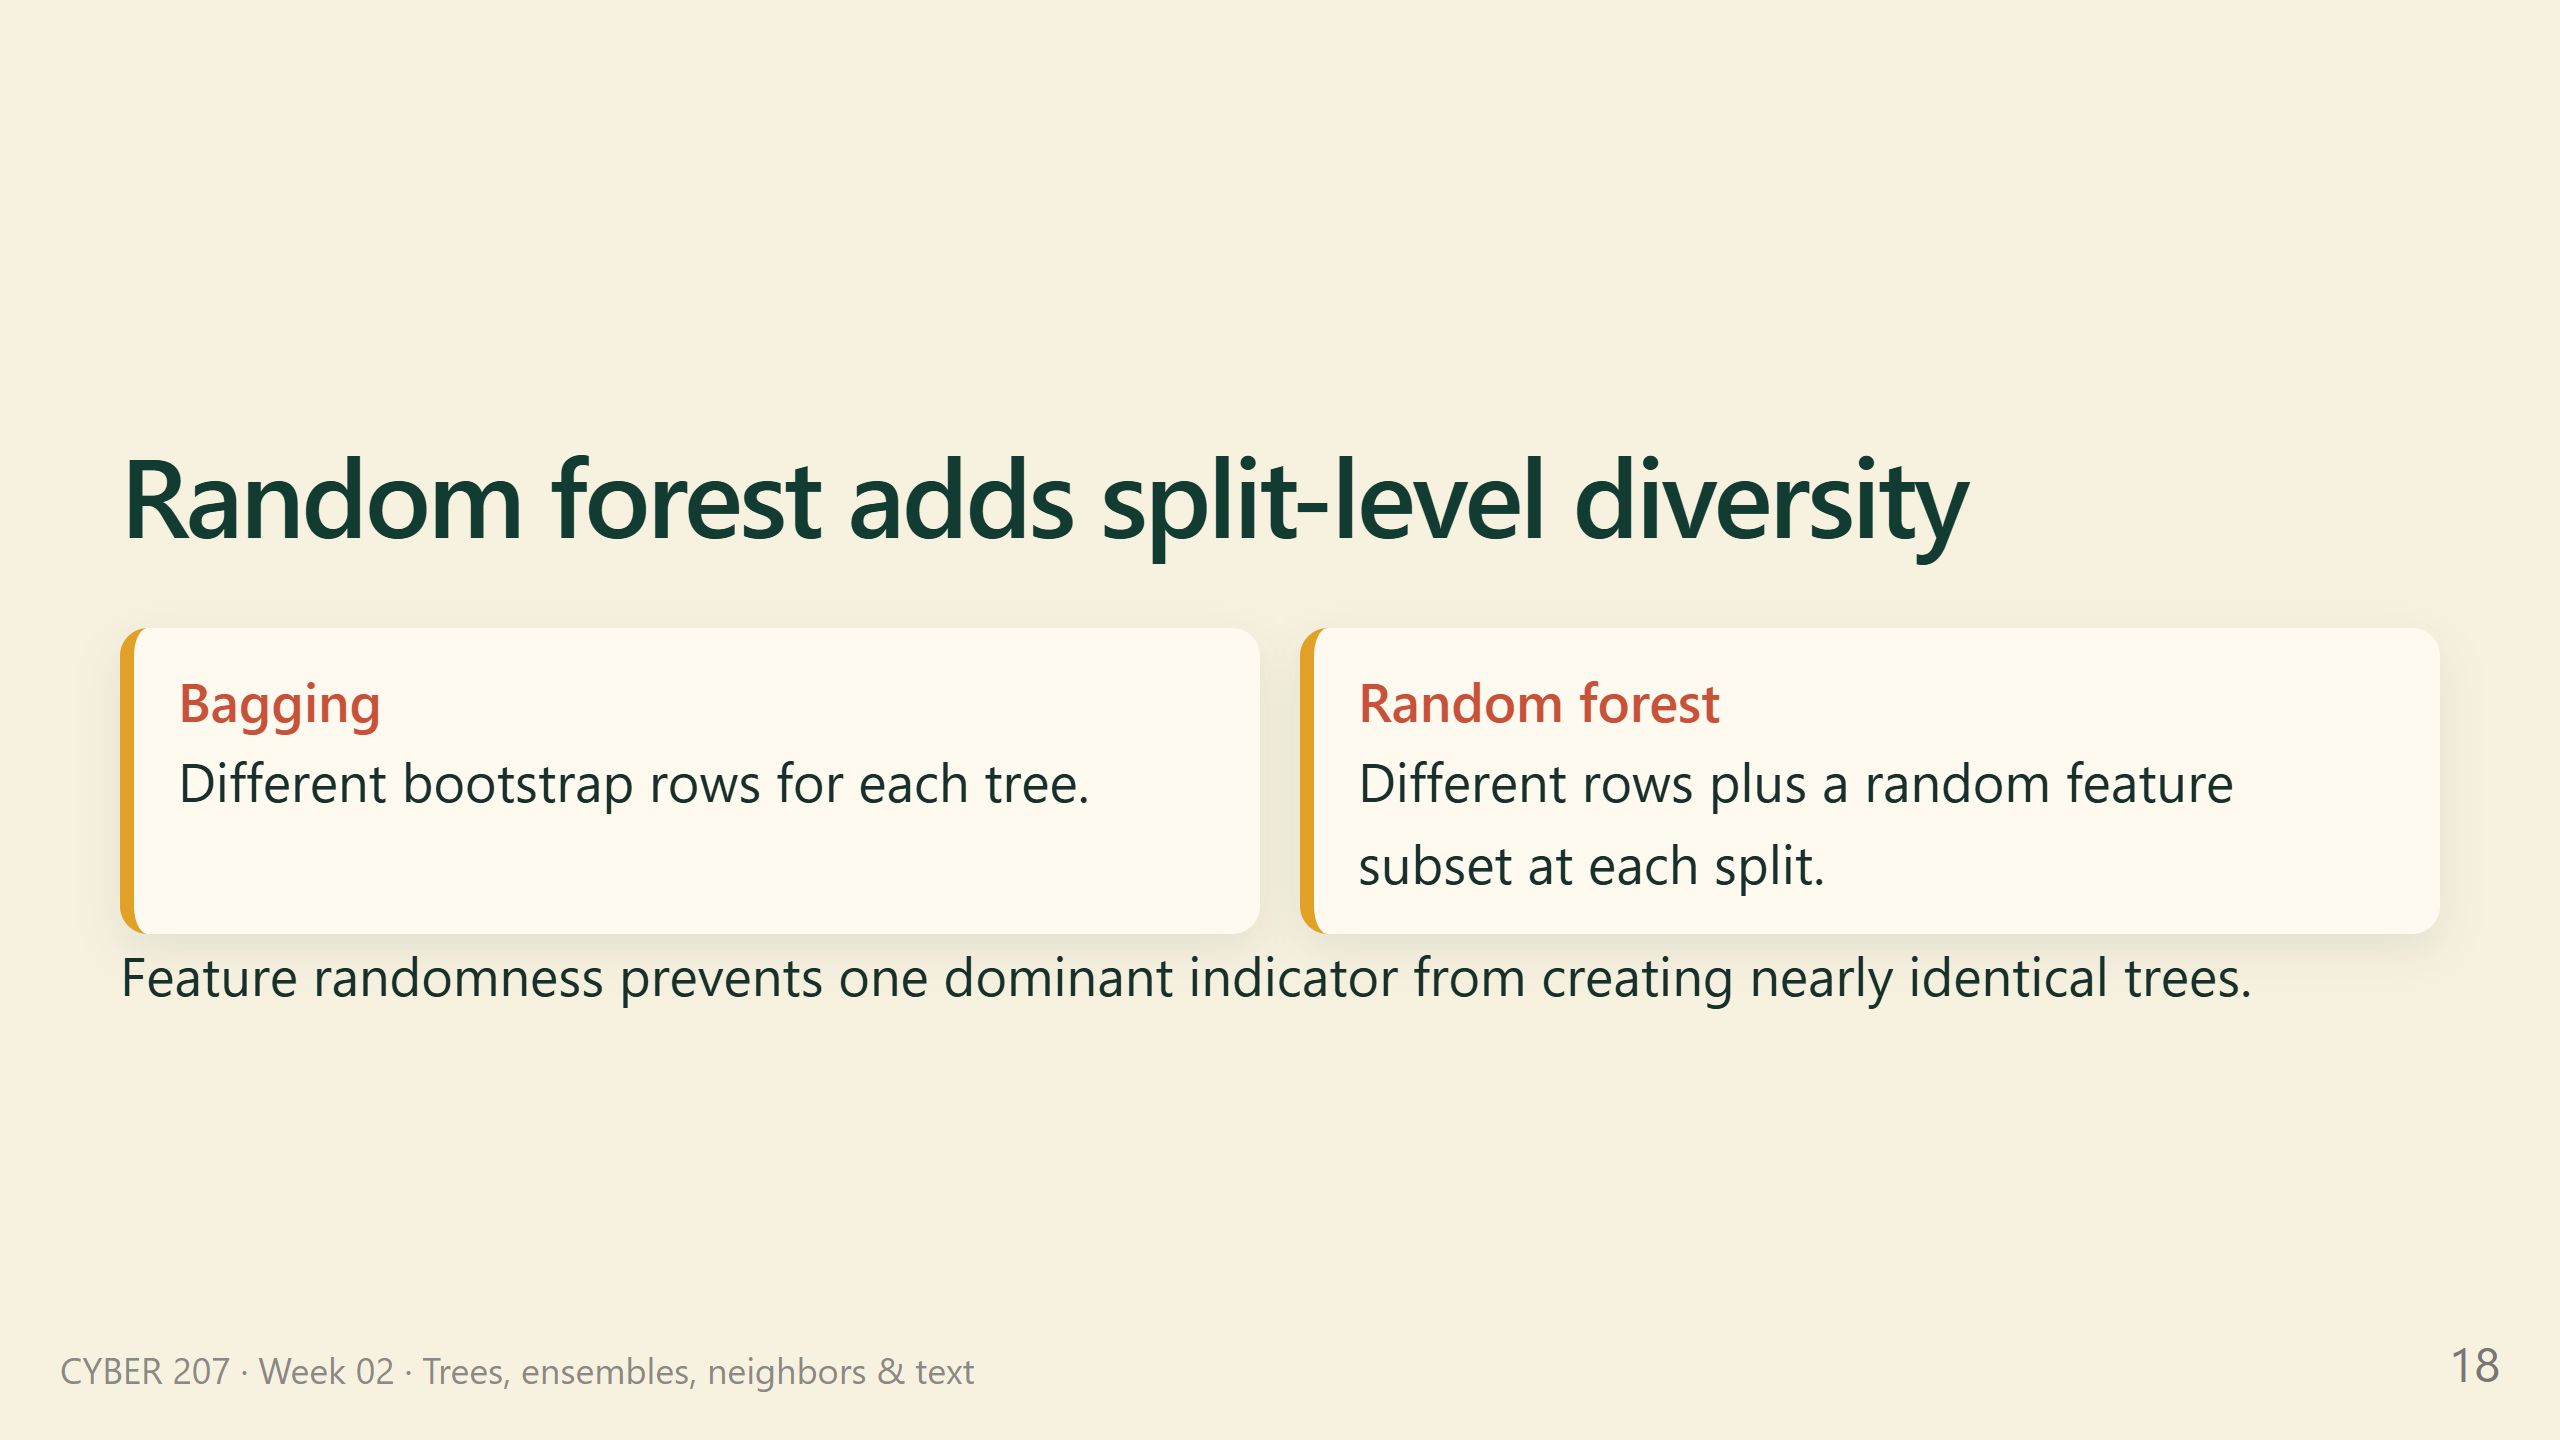 Random forest adds split-level diversity
Bagging
Different bootstrap rows for each tree.
Random forest
Different rows plus a random feature
subset at each split.
Feature randomness prevents one dominant indicator from creating nearly identical trees.
CYBER 207 · Week 02 · Trees, ensembles, neighbors & text
18